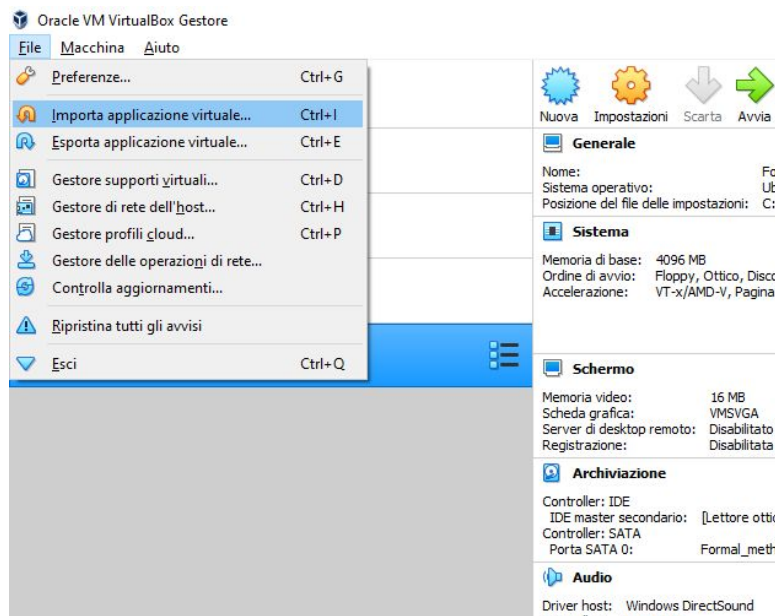 Oracle VM VirtualBox Gestore
File Macchina Aiuto
Preferenze... Ctrl+G
Importa applicazione virtuale... Ctrl+I
Esporta applicazione virtuale... Ctrl+E
Gestore supporti virtuali... Ctrl+D
Gestore di rete dell'host... Ctrl+H
Gestore profili cloud... Ctrl+P
Gestore delle operazioni di rete...
Controlla aggiornamenti...
Ripristina tutti gli avvisi
Esci Ctrl+Q
Nuova Impostazioni Scarta Avvia
Generale
Nome: Fo
Sistema operativo: Ub
Posizione del file delle impostazioni: C:
Sistema
Memoria di base: 4096 MB
Ordine di avvio: Floppy, Ottico, Disco
Accelerazione: VT-x/AMD-V, Pagina
Schermo
Memoria video: 16 MB
Scheda grafica: VMSVGA
Server di desktop remoto: Disabilitato
Registrazione: Disabilitata
Archiviazione
Controller: IDE
IDE master secondario: [Lettore ottic
Controller: SATA
Porta SATA 0: Formal_meth
Audio
Driver host: Windows DirectSound